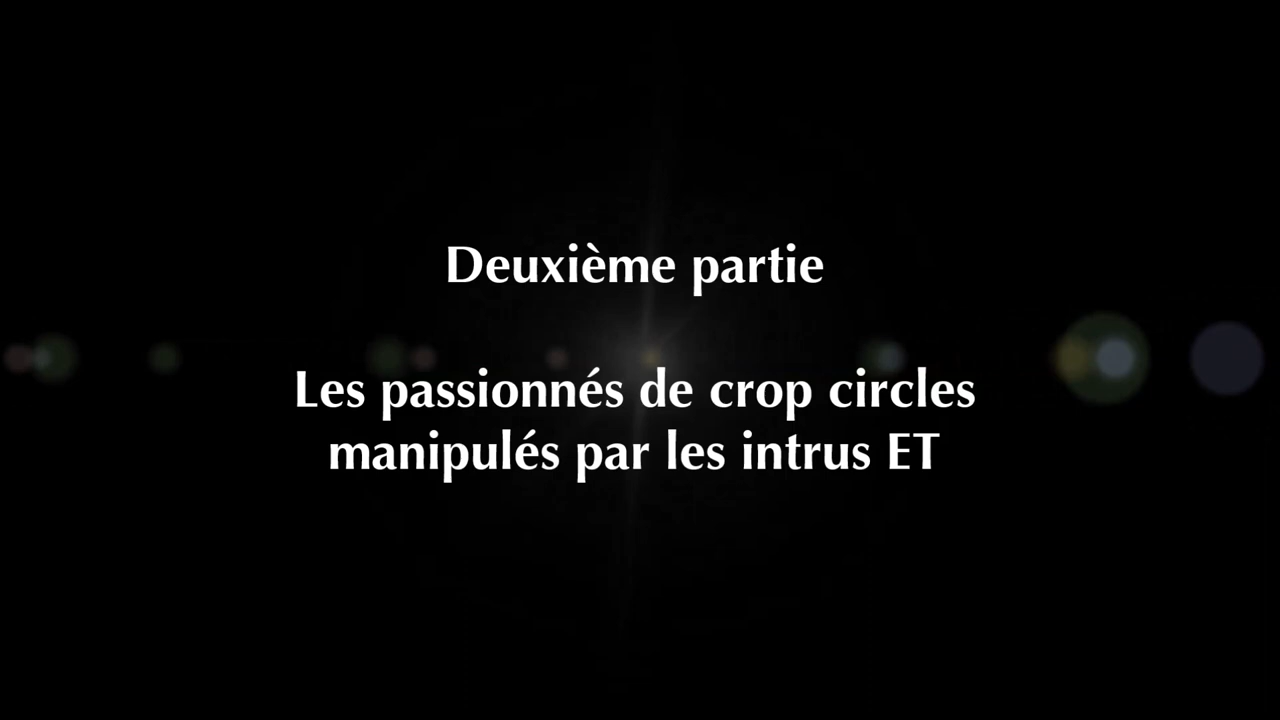 Deuxième partie
Les passionnés de crop circles
manipulés par les intrus ET